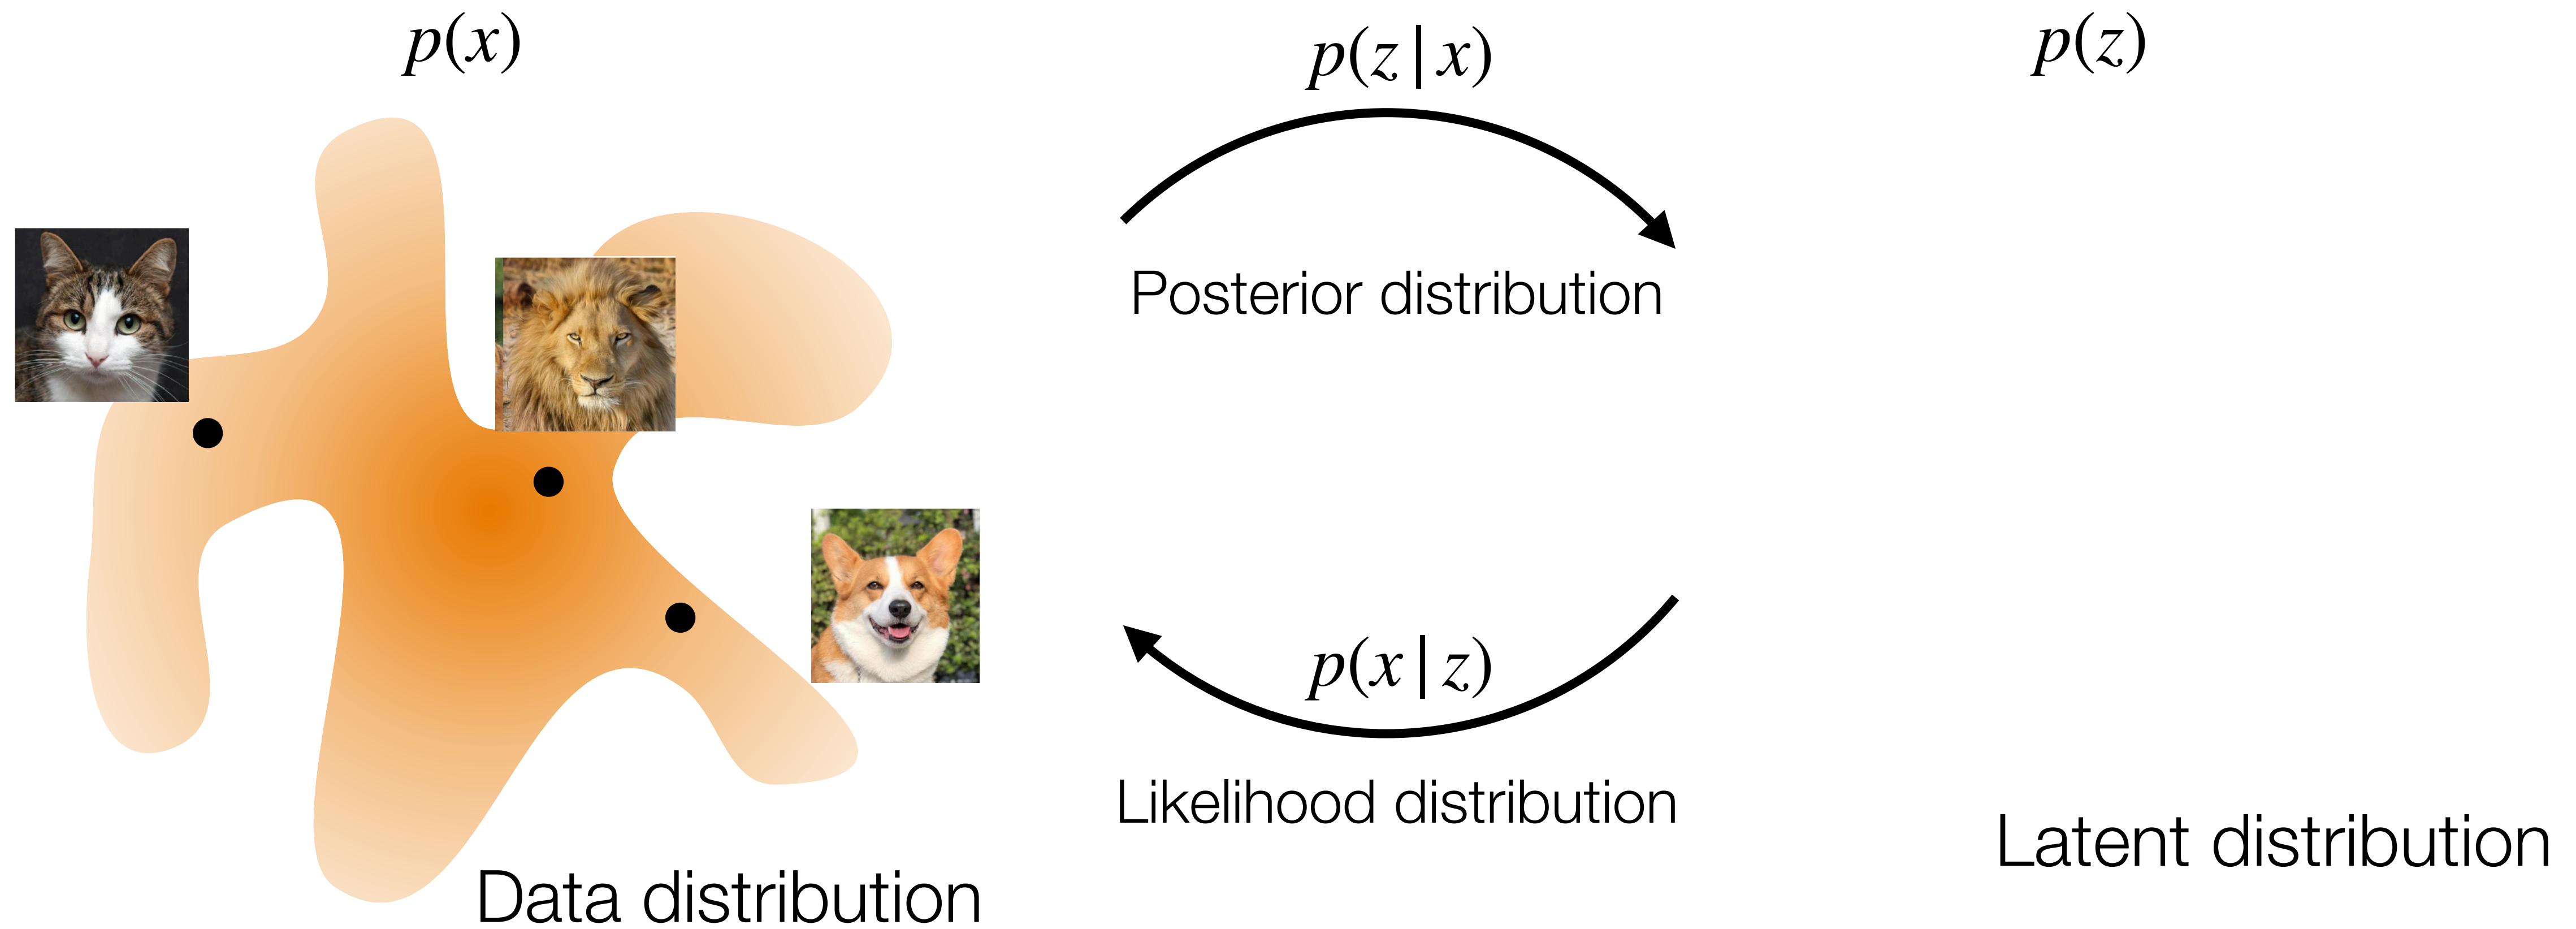 p(x)
p(z|x)
p(z)
Posterior distribution
p(x|z)
Likelihood distribution
Latent distribution
Data distribution